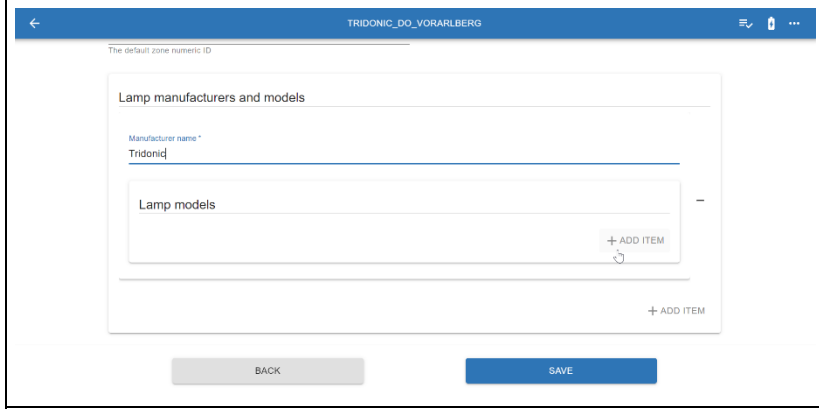 TRIDONIC_DO_VORARLBERG
The default zone numeric ID
Lamp manufacturers and models
Manufacturer name *
Tridonic
Lamp models
+ ADD ITEM
+ ADD ITEM
BACK
SAVE